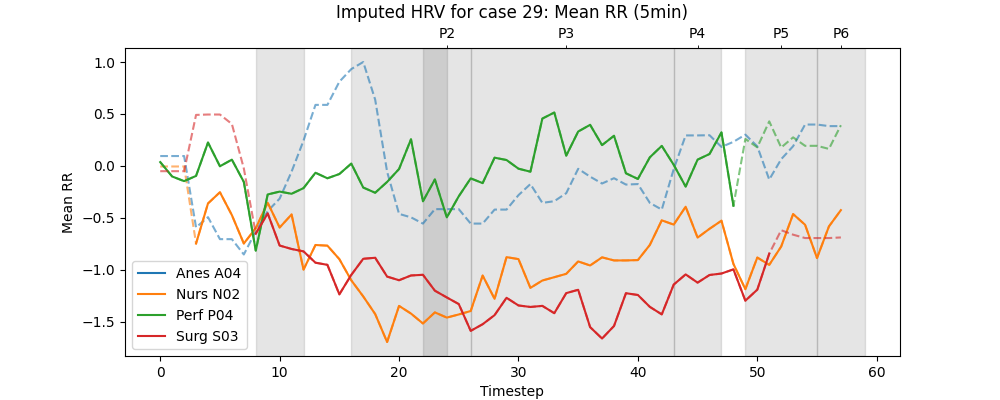 Imputed HRV for case 29: Mean RR (5min)
P2 P3 P4 P5 P6
1.0
0.5
0.0
−0.5
−1.0
−1.5
Mean RR
Anes A04
Nurs N02
Perf P04
Surg S03
0 10 20 30 40 50 60
Timestep